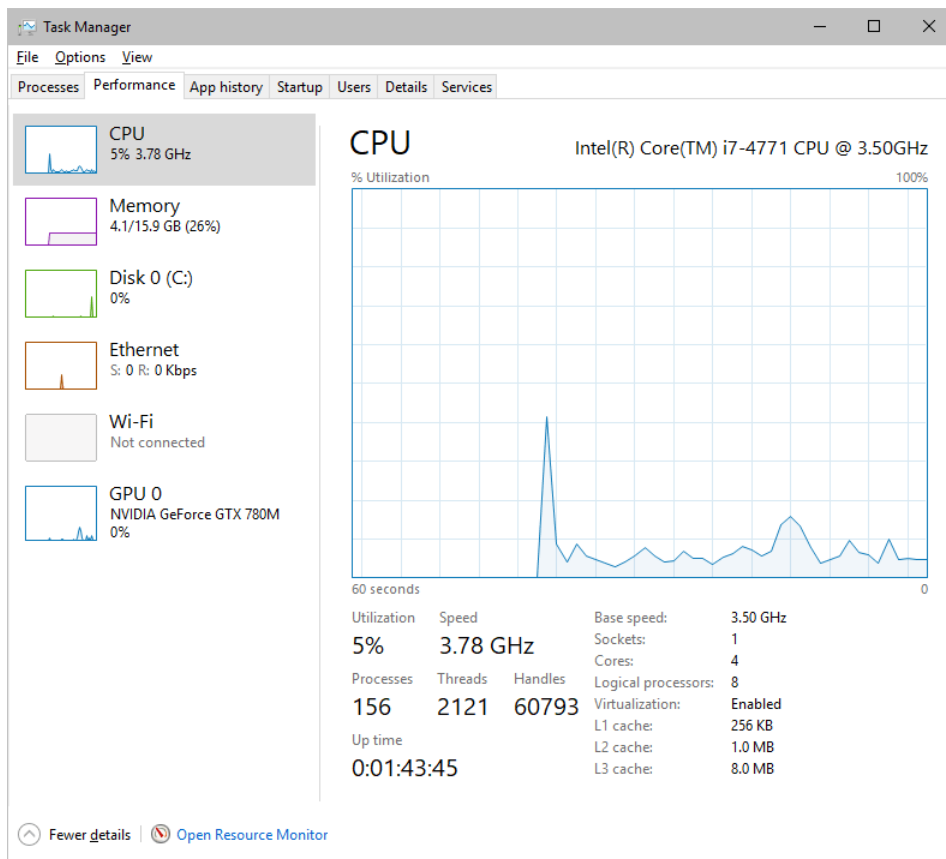 Task Manager
File Options View
Processes Performance App history Startup Users Details Services
CPU
5% 3.78 GHz
Memory
4.1/15.9 GB (26%)
Disk 0 (C:)
0%
Ethernet
S: 0 R: 0 Kbps
Wi-Fi
Not connected
GPU 0
NVIDIA GeForce GTX 780M
0%
CPU Intel(R) Core(TM) i7-4771 CPU @ 3.50GHz
% Utilization 100%
60 seconds 0
Utilization Speed
5% 3.78 GHz
Processes Threads Handles
156 2121 60793
Up time
0:01:43:45
Base speed: 3.50 GHz
Sockets: 1
Cores: 4
Logical processors: 8
Virtualization: Enabled
L1 cache: 256 KB
L2 cache: 1.0 MB
L3 cache: 8.0 MB
Fewer details Open Resource Monitor